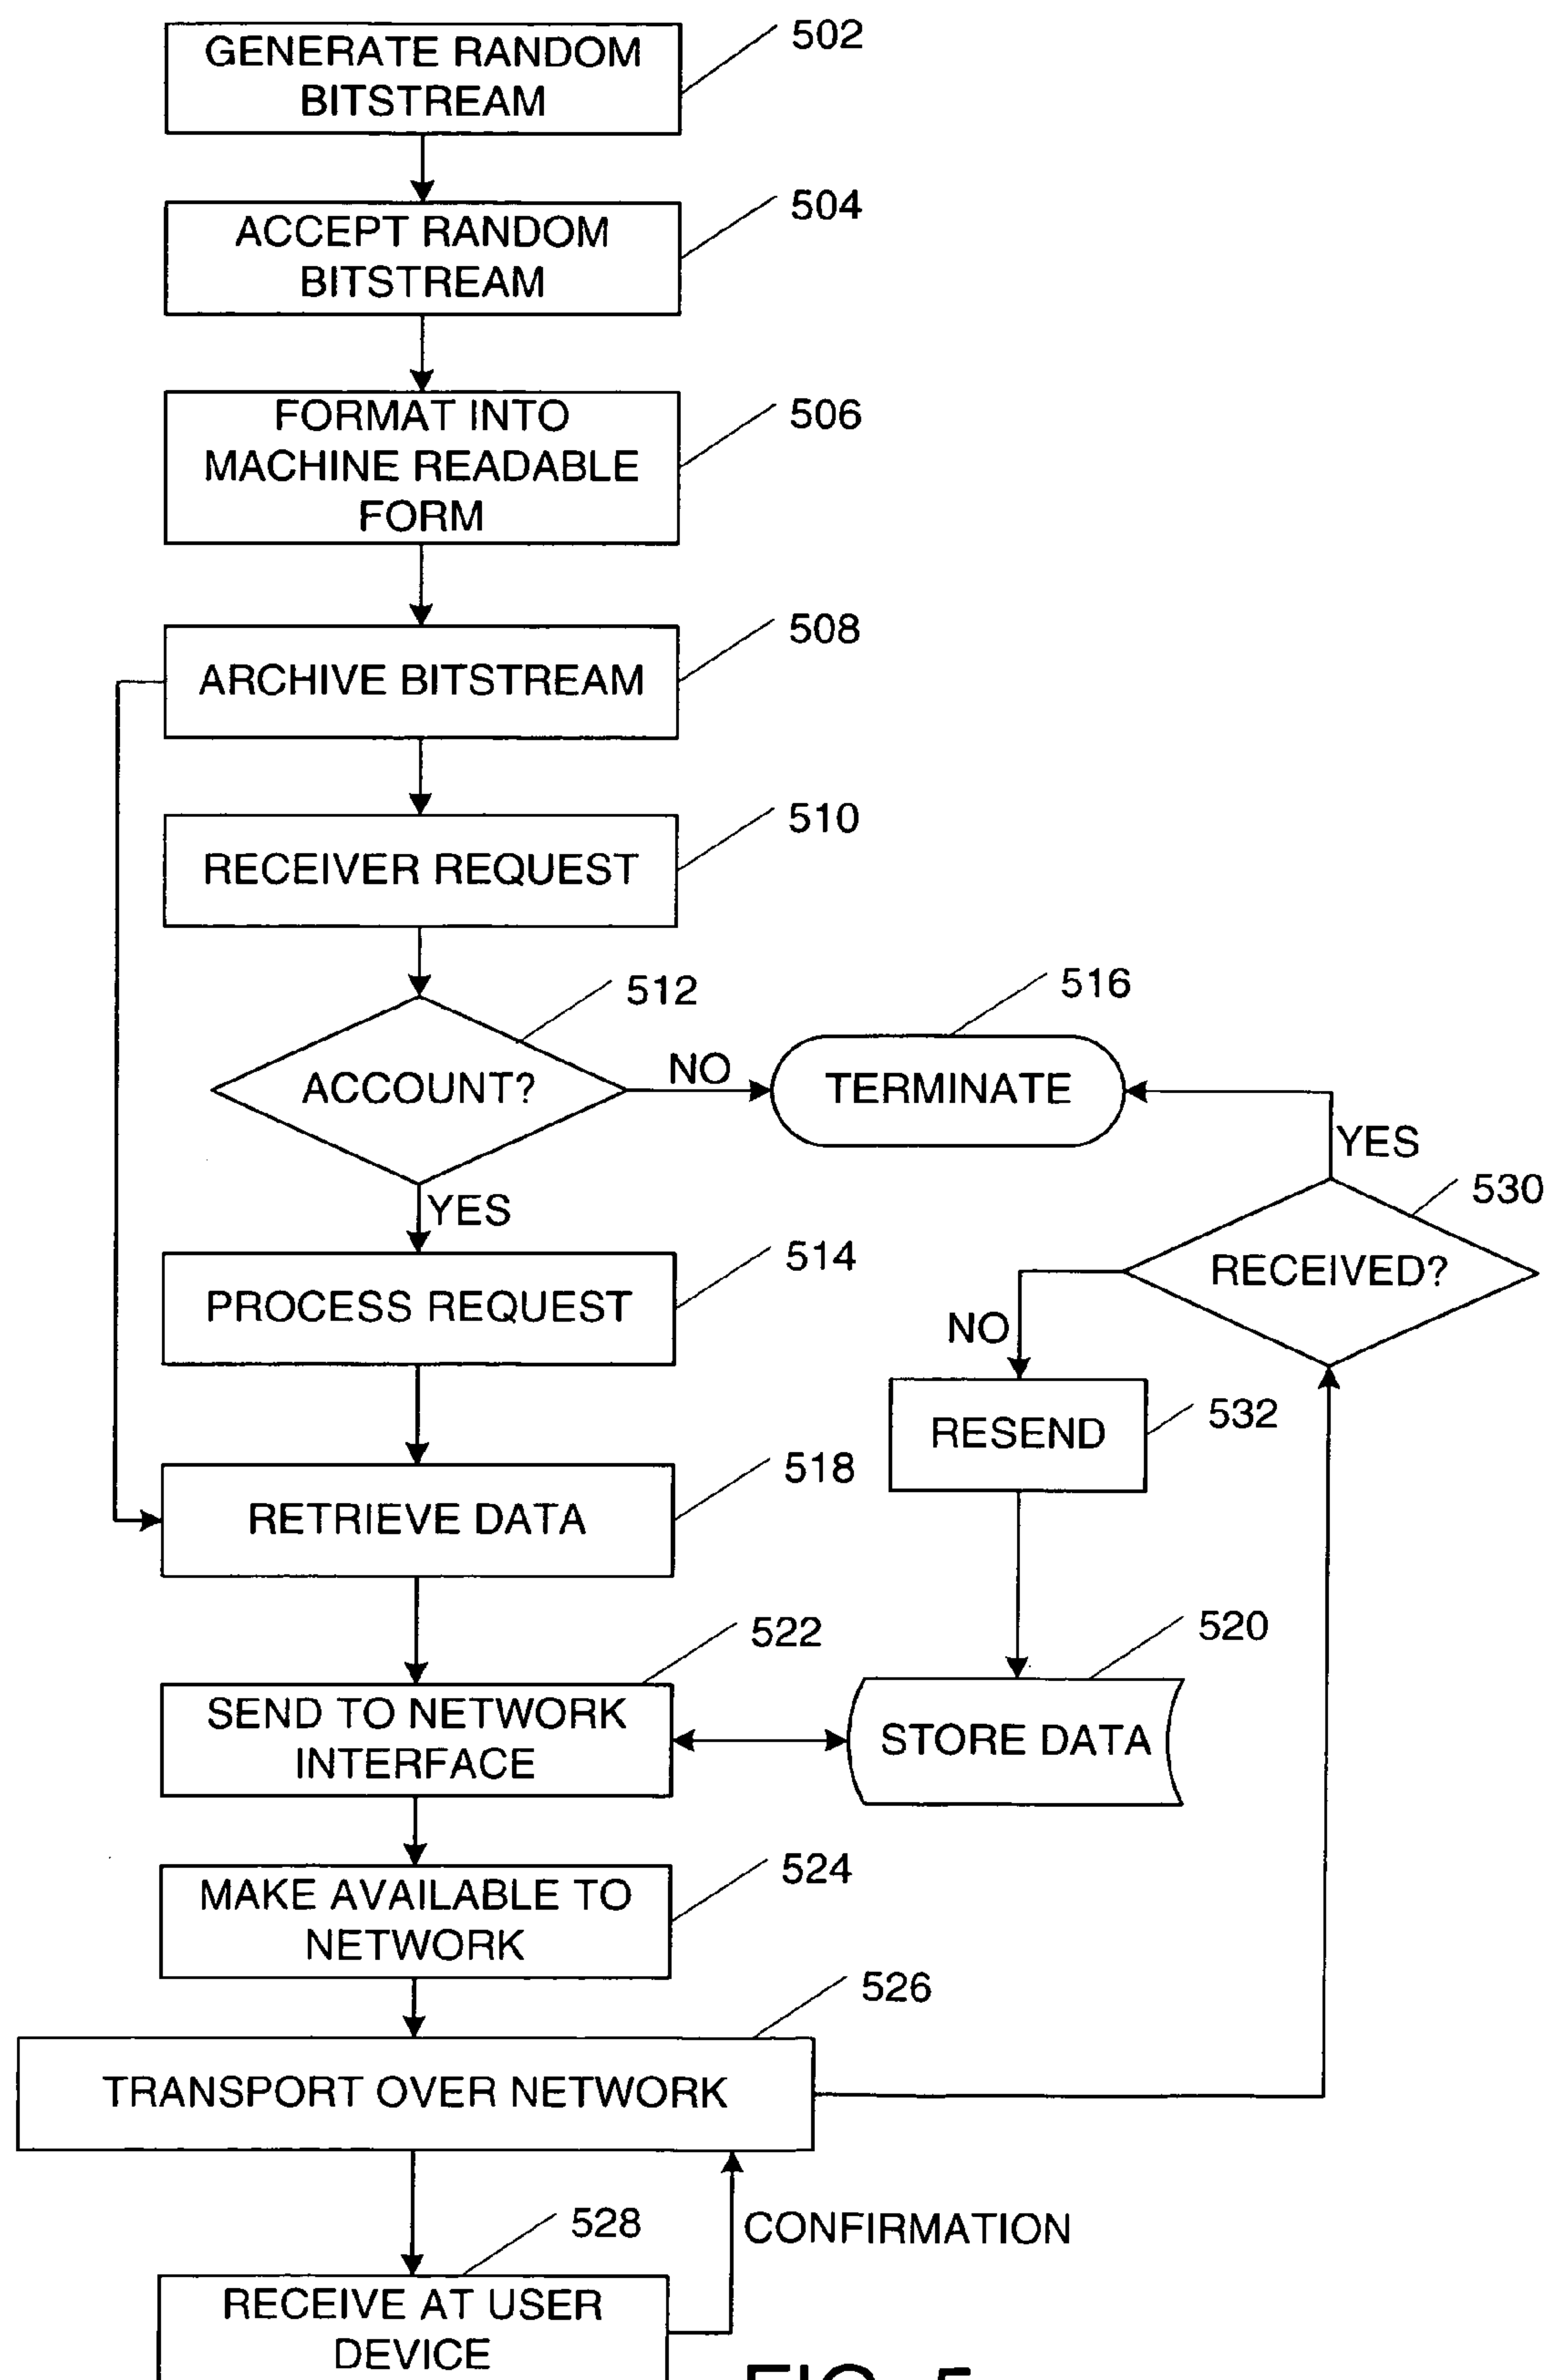 GENERATE RANDOM
BITSTREAM
502
ACCEPT RANDOM
BITSTREAM
504
FORMAT INTO
MACHINE READABLE
FORM
506
ARCHIVE BITSTREAM
508
RECEIVER REQUEST
510
ACCOUNT?
512
NO
TERMINATE
516
YES
YES
RECEIVED?
530
PROCESS REQUEST
514
NO
RESEND
532
RETRIEVE DATA
518
SEND TO NETWORK
INTERFACE
522
STORE DATA
520
MAKE AVAILABLE TO
NETWORK
524
TRANSPORT OVER NETWORK
526
CONFIRMATION
RECEIVE AT USER
DEVICE
528
FIG. 5